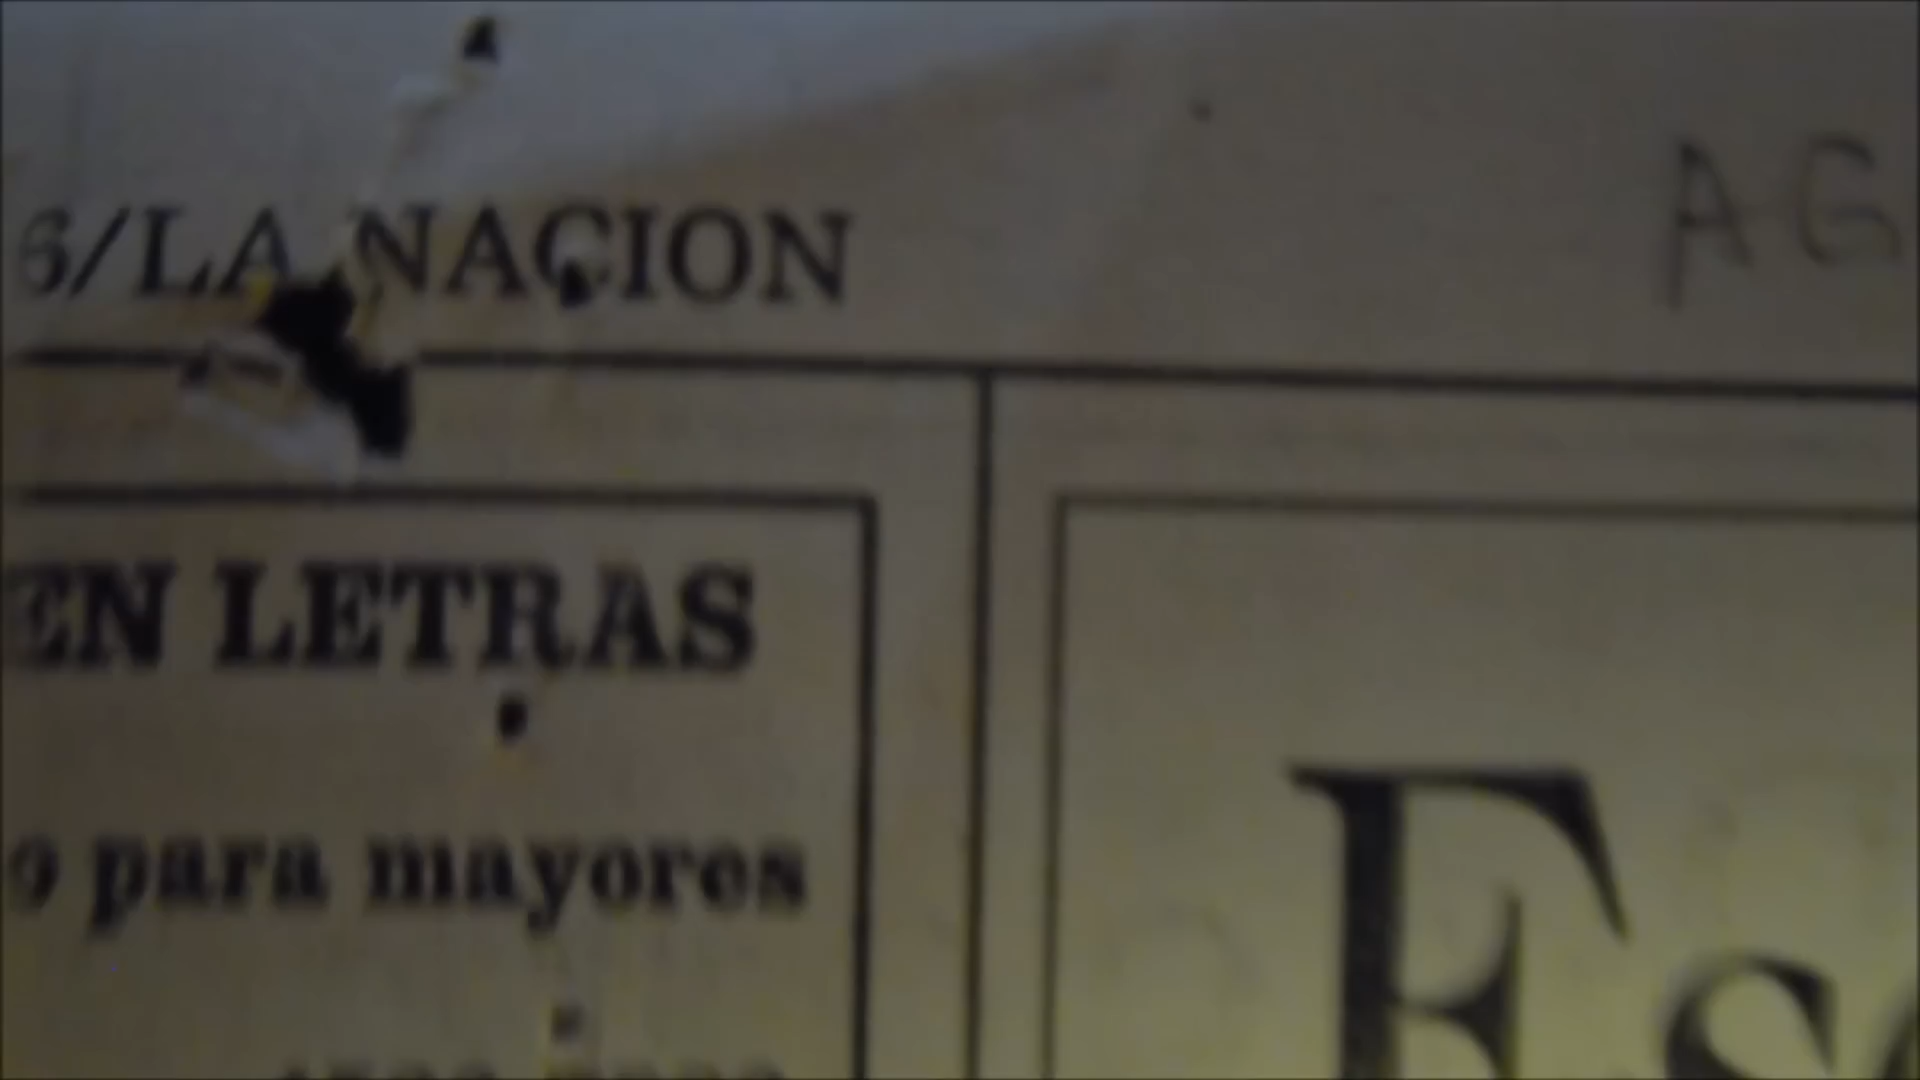 6/LA NACION
AG
EN LETRAS
o para mayores
Es